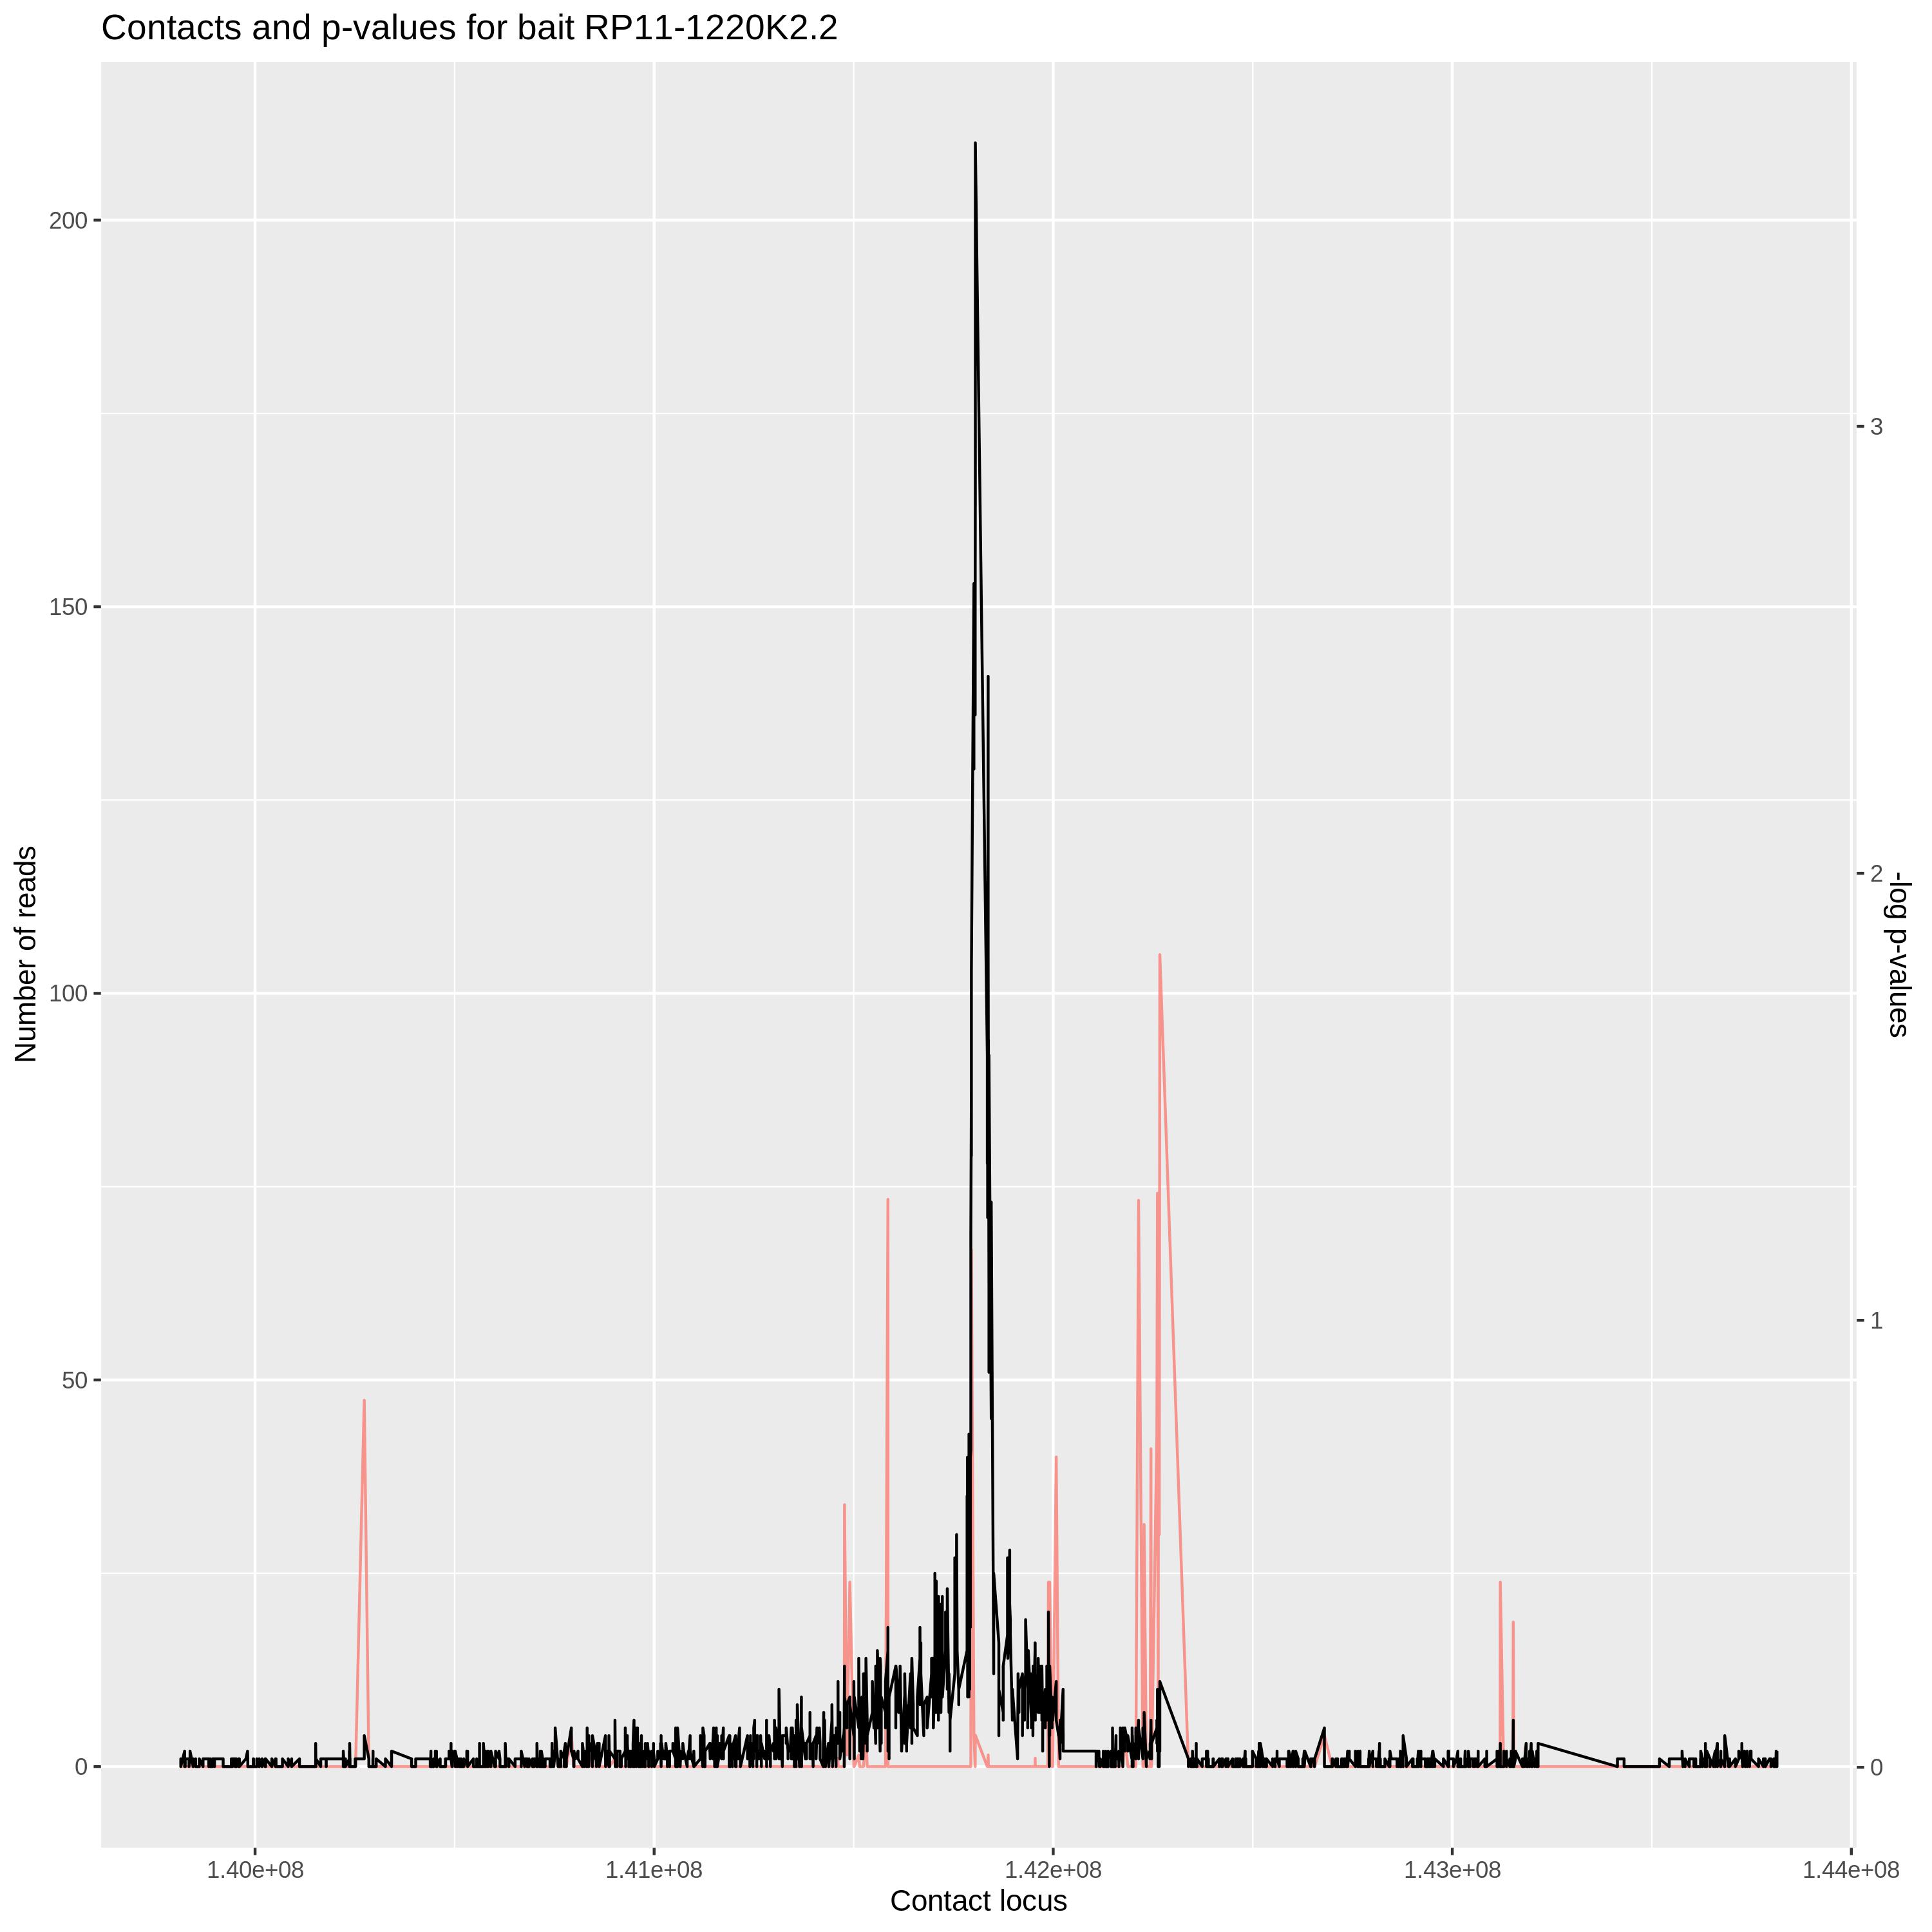 Contacts and p-values for bait RP11-1220K2.2
200
150
100
50
0
Number of reads
3
2
1
0
-log p-values
1.40e+08
1.41e+08
1.42e+08
1.43e+08
1.44e+08
Contact locus